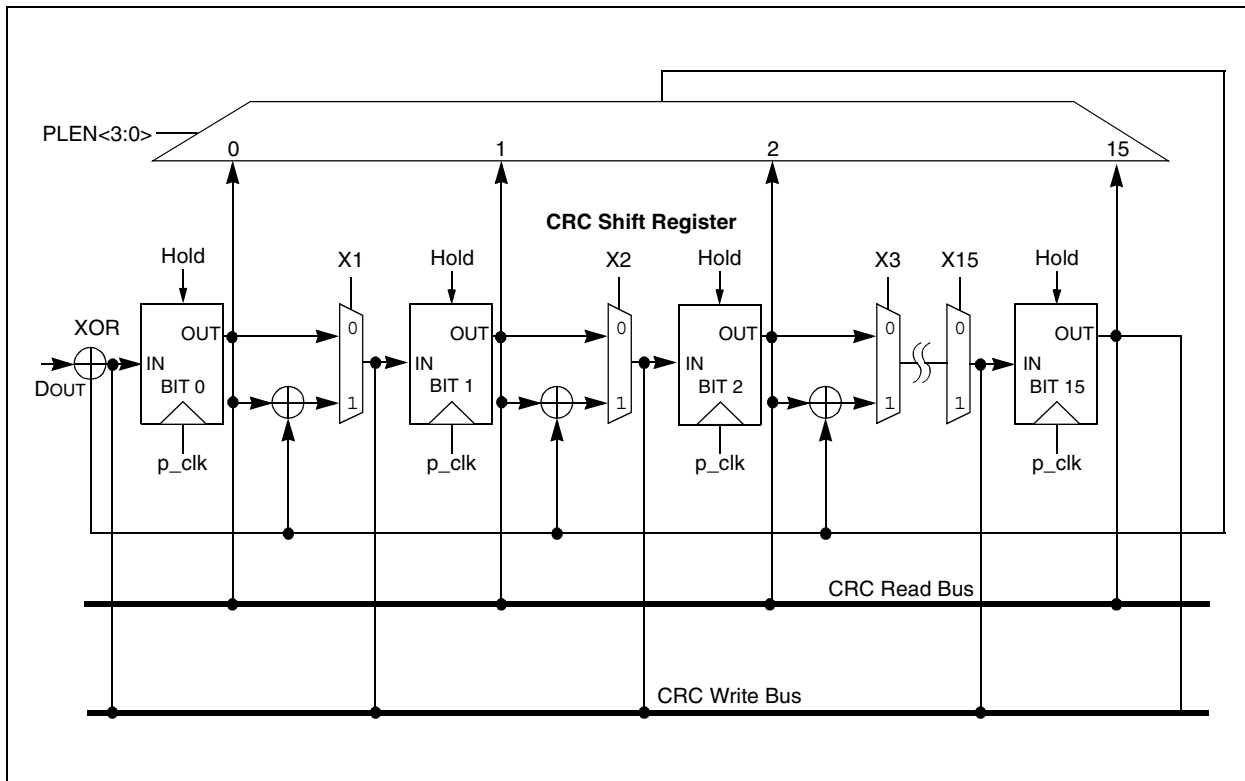 PLEN<3:0>
0 1 2 15
CRC Shift Register
Hold X1 Hold X2 Hold X3 X15 Hold
XOR OUT 0 OUT 0 OUT 0 0 OUT
IN IN IN IN
DOUT BIT 0 1 BIT 1 1 BIT 2 1 1 BIT 15
p_clk p_clk p_clk p_clk
CRC Read Bus
CRC Write Bus